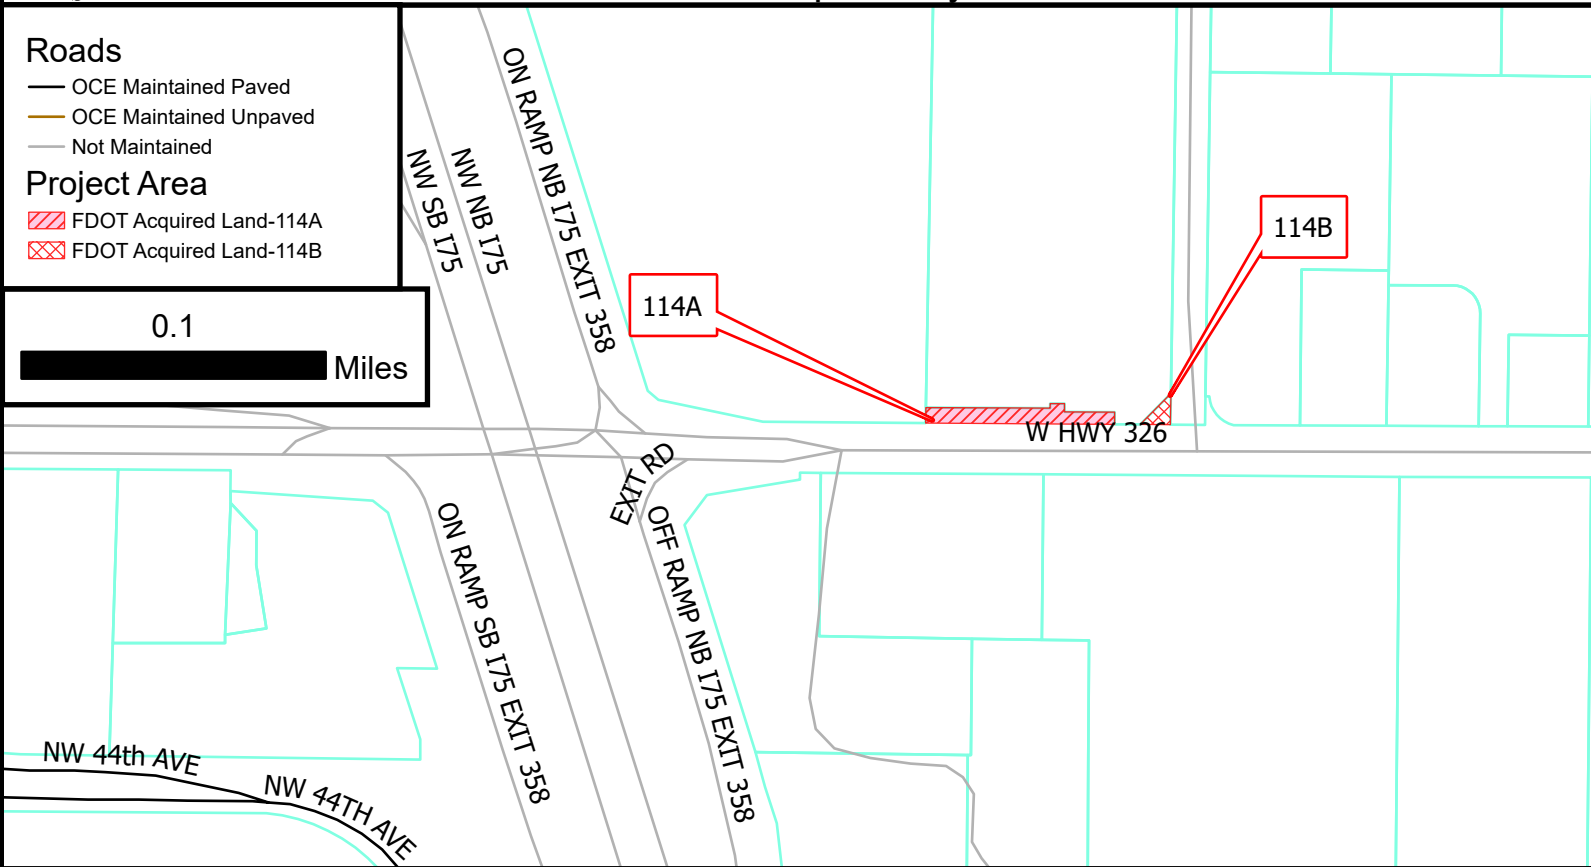 Roads
OCE Maintained Paved
OCE Maintained Unpaved
Not Maintained
Project Area
FDOT Acquired Land-114A
FDOT Acquired Land-114B
0.1
Miles
NW SB I75
NW NB I75
ON RAMP NB I75 EXIT 358
114A
114B
W HWY 326
EXIT RD
ON RAMP SB I75 EXIT 358
OFF RAMP NB I75 EXIT 358
NW 44th AVE
NW 44TH AVE